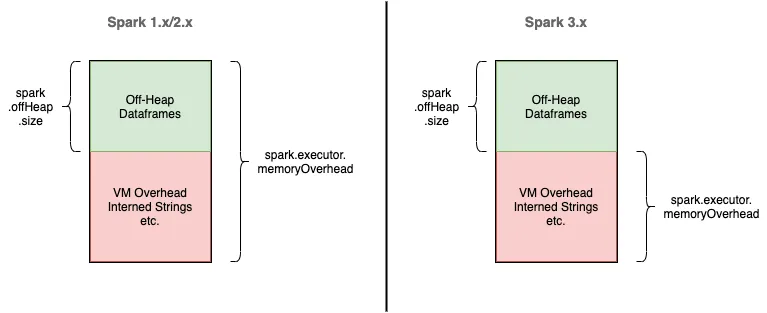 Spark 1.x/2.x
spark
.offHeap
.size
Off-Heap
Dataframes
VM Overhead
Interned Strings
etc.
spark.executor.
memoryOverhead
Spark 3.x
spark
.offHeap
.size
Off-Heap
Dataframes
VM Overhead
Interned Strings
etc.
spark.executor.
memoryOverhead